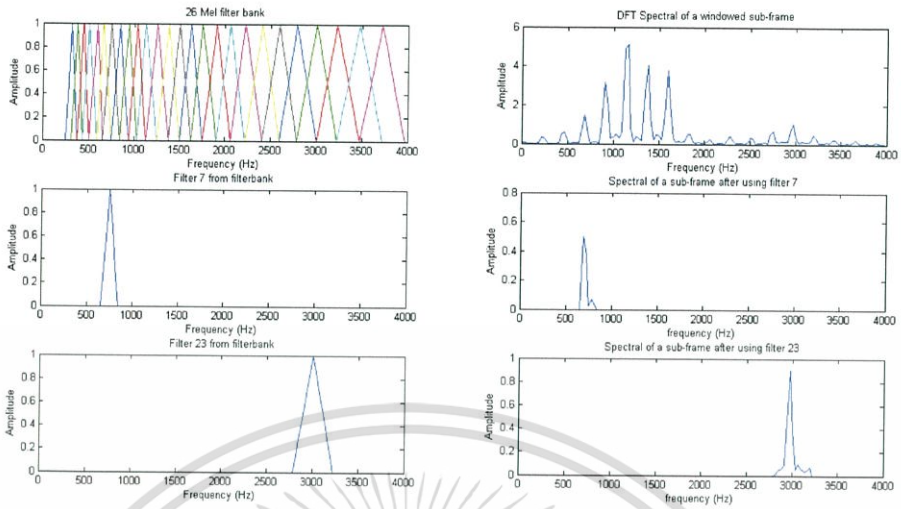 26 Mel filter bank
1
0.8
0.6
0.4
0.2
0
Amplitude
0 500 1000 1500 2000 2500 3000 3500 4000
Frequency (Hz)
DFT Spectral of a windowed sub-frame
6
4
2
0
Amplitude
0 500 1000 1500 2000 2500 3000 3500 4000
Frequency (Hz)
Filter 7 from filterbank
1
0.8
0.6
0.4
0.2
0
Amplitude
0 500 1000 1500 2000 2500 3000 3500 4000
Frequency (Hz)
Spectral of a sub-frame after using filter 7
0.8
0.6
0.4
0.2
0
Amplitude
0 500 1000 1500 2000 2500 3000 3500 4000
frequency (Hz)
Filter 23 from filterbank
1
0.8
0.6
0.4
0.2
0
Amplitude
0 500 1000 1500 2000 2500 3000 3500 4000
Frequency (Hz)
Spectral of a sub-frame after using filter 23
1
0.8
0.6
0.4
0.2
0
Amplitude
0 500 1000 1500 2000 2500 3000 3500 4000
frequency (Hz)